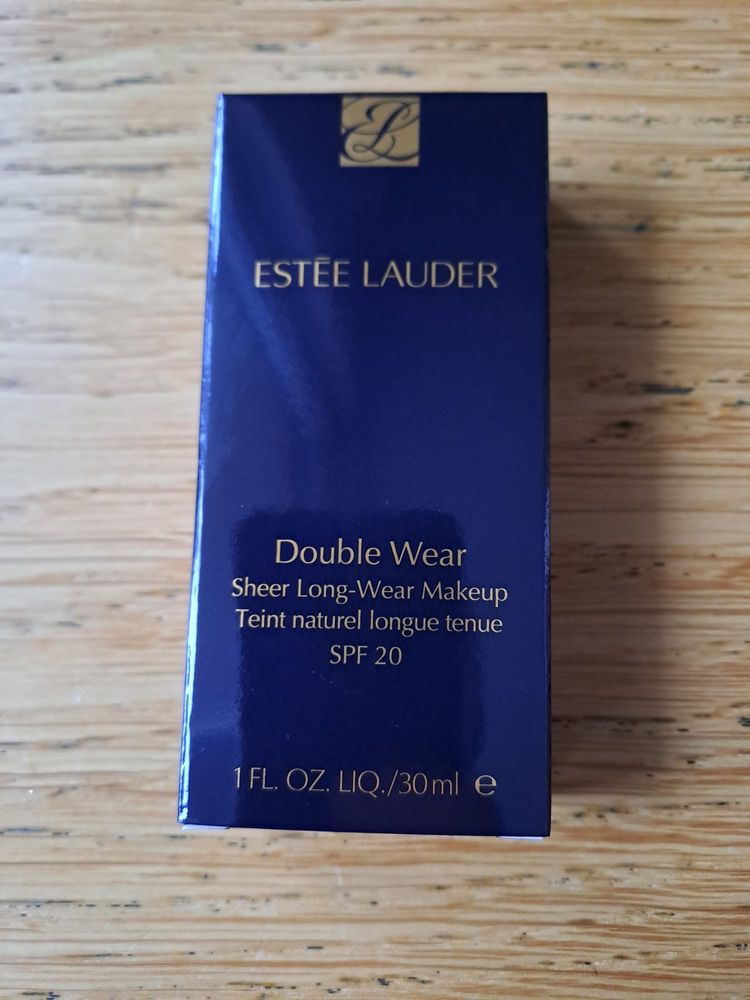 EL
ESTĒE LAUDER
Double Wear
Sheer Long-Wear Makeup
Teint naturel longue tenue
SPF 20
1 FL. OZ. LIQ./30ml ℮